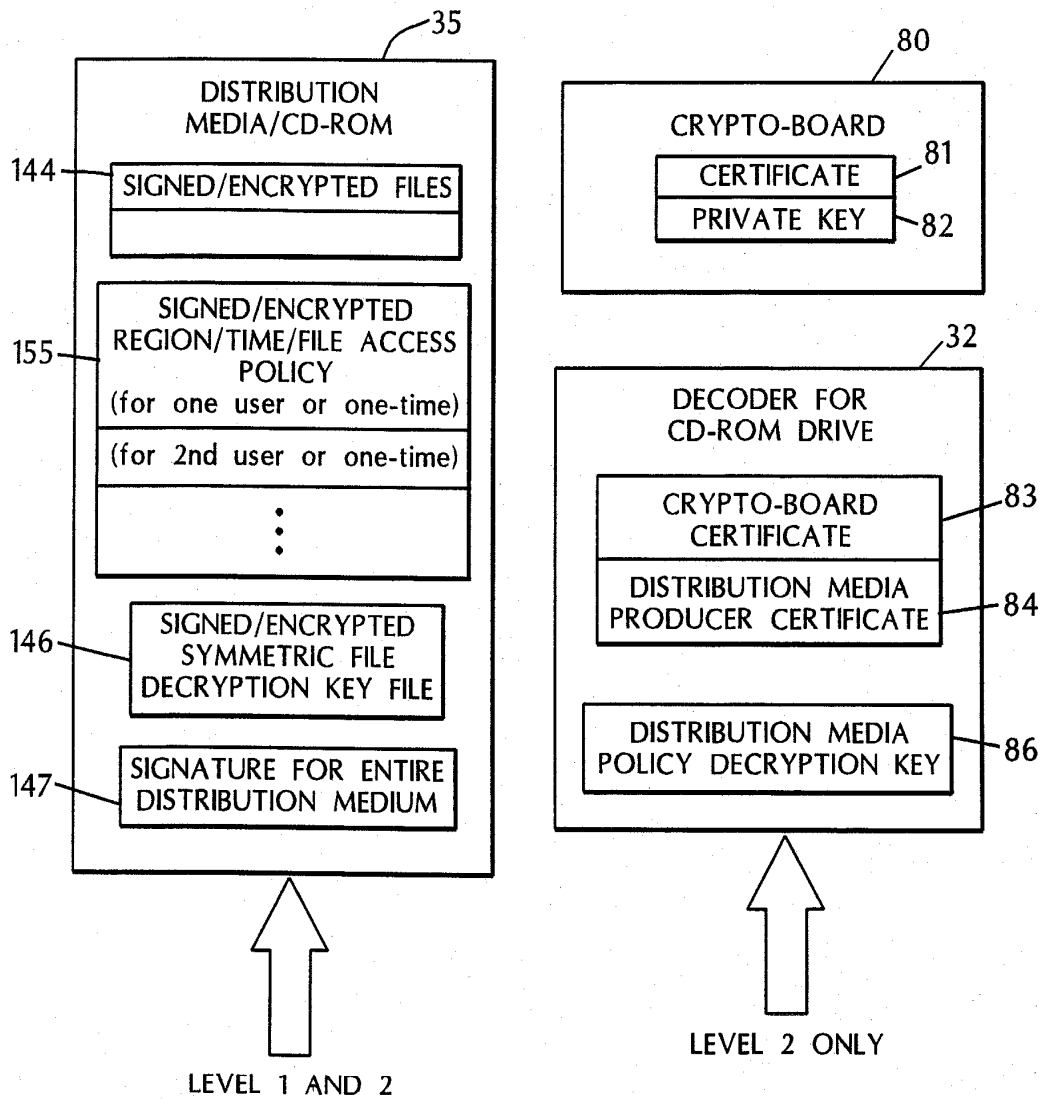 35
DISTRIBUTION
MEDIA/CD-ROM
144
SIGNED/ENCRYPTED FILES
155
SIGNED/ENCRYPTED
REGION/TIME/FILE ACCESS
POLICY
(for one user or one-time)
(for 2nd user or one-time)
146
SIGNED/ENCRYPTED
SYMMETRIC FILE
DECRYPTION KEY FILE
147
SIGNATURE FOR ENTIRE
DISTRIBUTION MEDIUM
LEVEL 1 AND 2
80
CRYPTO-BOARD
CERTIFICATE
81
PRIVATE KEY
82
32
DECODER FOR
CD-ROM DRIVE
CRYPTO-BOARD
CERTIFICATE
83
DISTRIBUTION MEDIA
PRODUCER CERTIFICATE
84
DISTRIBUTION MEDIA
POLICY DECRYPTION KEY
86
LEVEL 2 ONLY